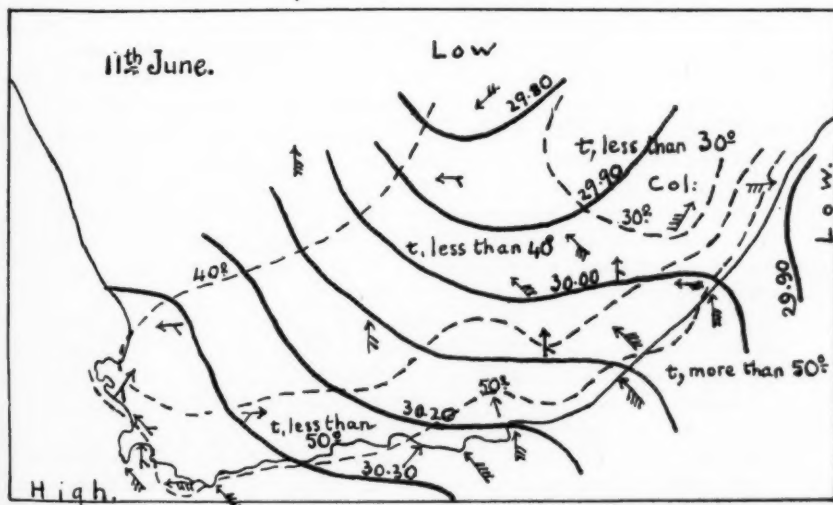 11th June.
Low
29.80
t, less than 30°
29.90
Col:
30°
Low.
40°
t, less than 40°
30.00
29.90
t, more than 50°
50°
30.20
t, less than
50°
30.30
High.